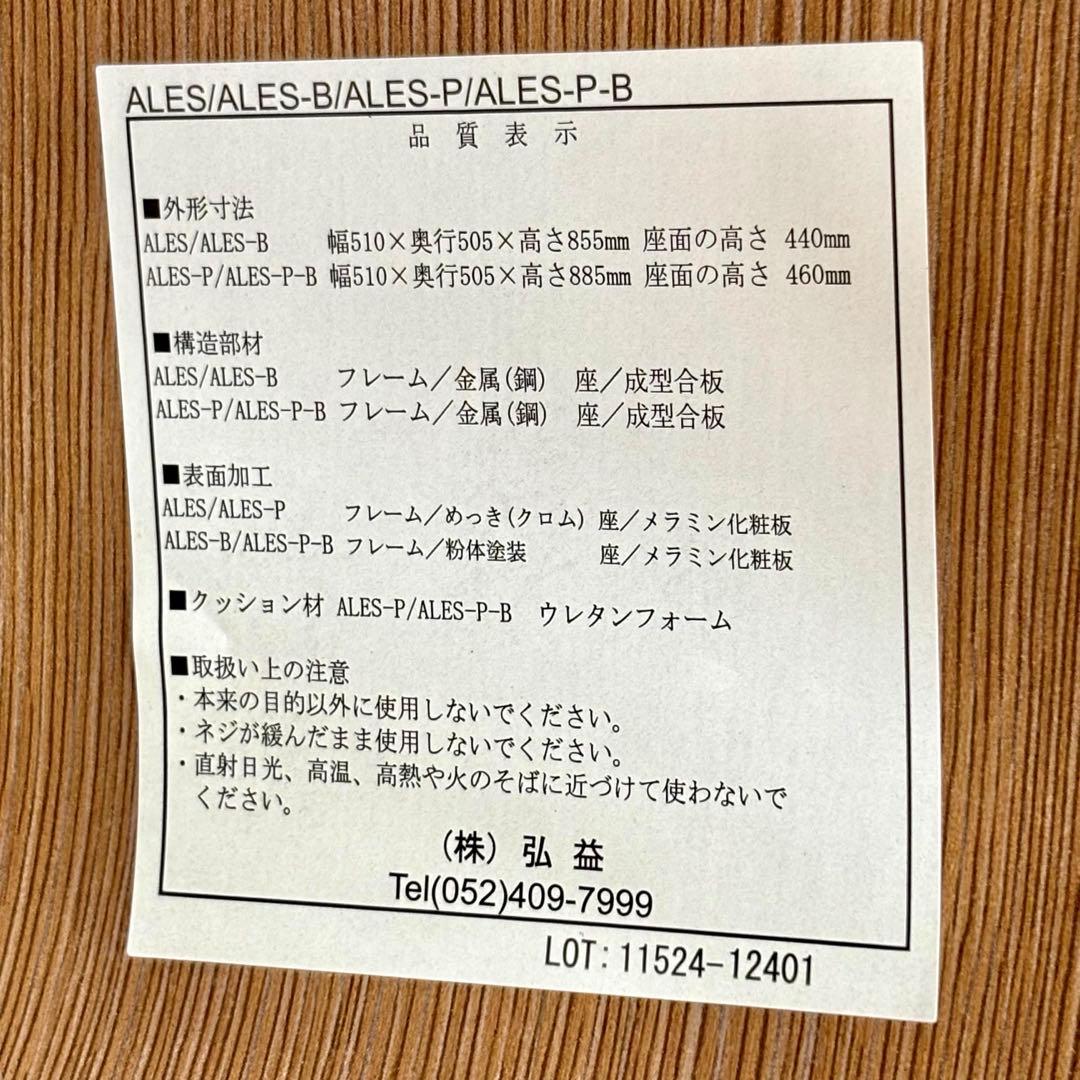 ALES/ALES-B/ALES-P/ALES-P-B
品 質 表 示
■外形寸法
ALES/ALES-B 幅510×奥行505×高さ855㎜ 座面の高さ 440㎜
ALES-P/ALES-P-B 幅510×奥行505×高さ885㎜ 座面の高さ 460㎜
■構造部材
ALES/ALES-B フレーム／金属(鋼) 座／成型合板
ALES-P/ALES-P-B フレーム／金属(鋼) 座／成型合板
■表面加工
ALES/ALES-P フレーム／めっき(クロム) 座／メラミン化粧板
ALES-B/ALES-P-B フレーム／粉体塗装 座／メラミン化粧板
■クッション材 ALES-P/ALES-P-B ウレタンフォーム
■取扱い上の注意
・本来の目的以外に使用しないでください。
・ネジが緩んだまま使用しないでください。
・直射日光、高温、高熱や火のそばに近づけて使わないで
ください。
（株）弘 益
Tel(052)409-7999
LOT:11524-12401